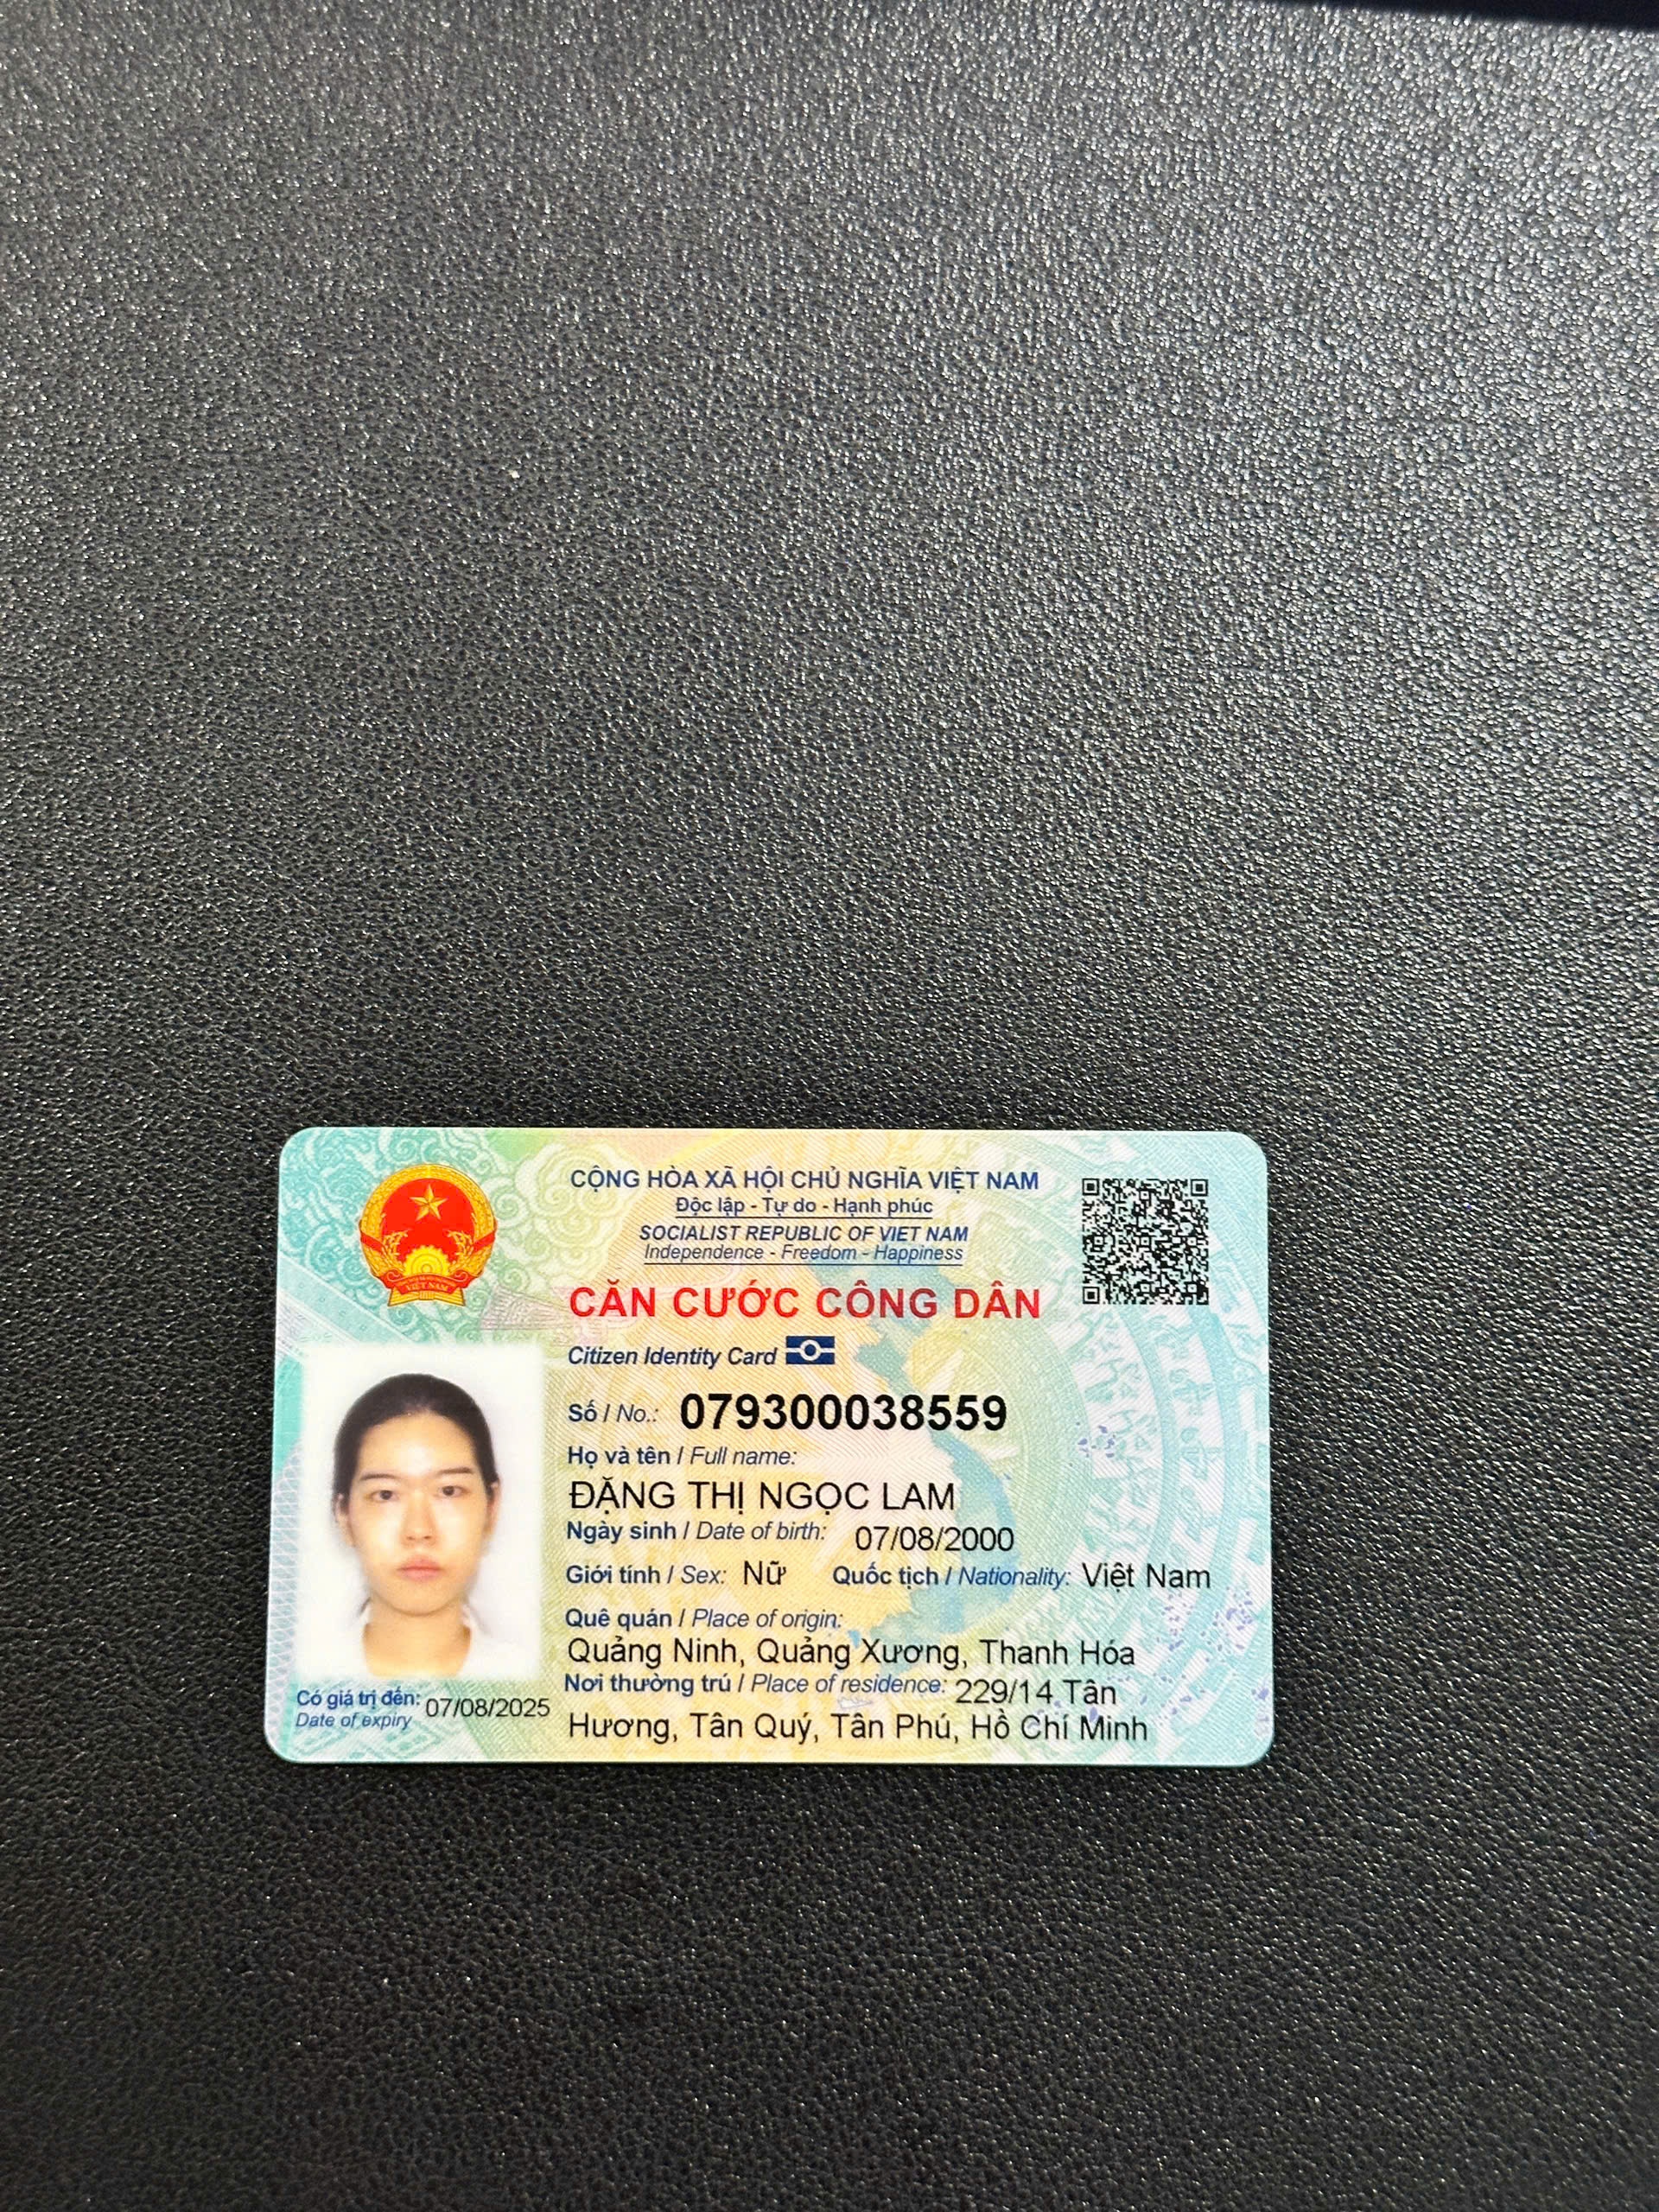 CỘNG HÒA XÃ HỘI CHỦ NGHĨA VIỆT NAM
Độc lập - Tự do - Hạnh phúc
SOCIALIST REPUBLIC OF VIET NAM
Independence - Freedom - Happiness
CĂN CƯỚC CÔNG DÂN
Citizen Identity Card
Số / No.: 079300038559
Họ và tên / Full name:
ĐẶNG THỊ NGỌC LAM
Ngày sinh / Date of birth: 07/08/2000
Giới tính / Sex: Nữ Quốc tịch / Nationality: Việt Nam
Quê quán / Place of origin:
Quảng Ninh, Quảng Xương, Thanh Hóa
Nơi thường trú / Place of residence: 229/14 Tân
Hương, Tân Quý, Tân Phú, Hồ Chí Minh
Có giá trị đến: 07/08/2025
Date of expiry
VIỆT NAM